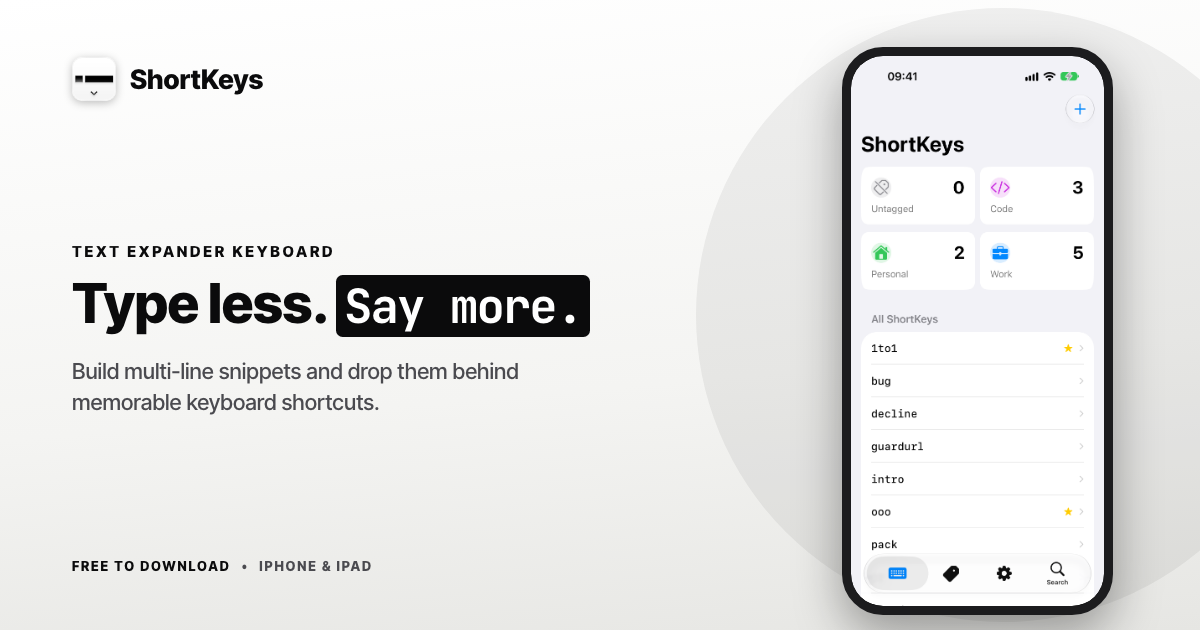 ShortKeys
TEXT EXPANDER KEYBOARD
Type less. Say more.
Build multi-line snippets and drop them behind
memorable keyboard shortcuts.
FREE TO DOWNLOAD • IPHONE & IPAD
09:41
ShortKeys
0
Untagged
3
Code
2
Personal
5
Work
All ShortKeys
1to1
bug
decline
guardurl
intro
ooo
pack
Search